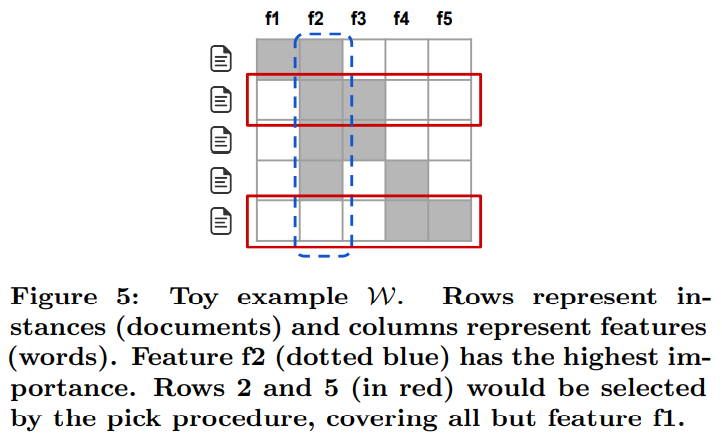 f1 f2 f3 f4 f5
Figure 5: Toy example 𝒲. Rows represent in-
stances (documents) and columns represent features
(words). Feature f2 (dotted blue) has the highest im-
portance. Rows 2 and 5 (in red) would be selected
by the pick procedure, covering all but feature f1.